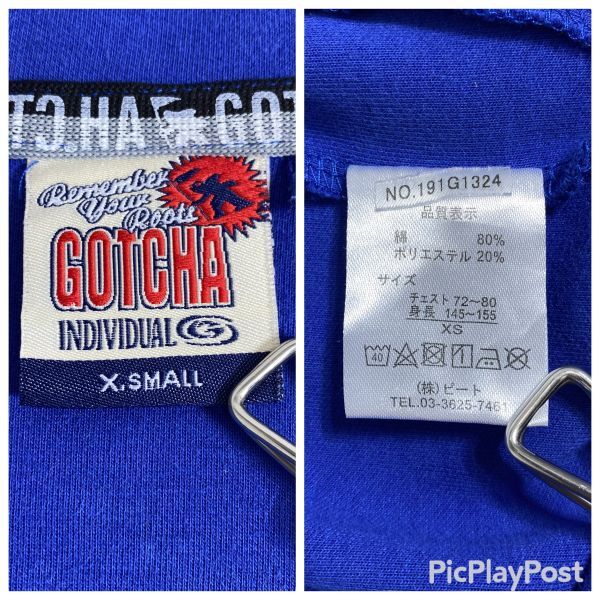 CT.HA GOT
Remember
Your
Roots
GOTCHA
INDIVIDUAL G
X,SMALL
NO.191G1324
品質表示
綿 80%
ポリエステル 20%
サイズ
チェスト 72~80
身長 145~155
XS
40
(株)ビート
TEL.03-3625-7461
PicPlayPost